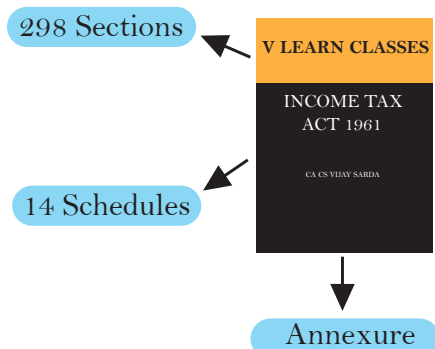 298 Sections
V LEARN CLASSES
INCOME TAX
ACT 1961
CA CS VIJAY SARDA
14 Schedules
Annexure